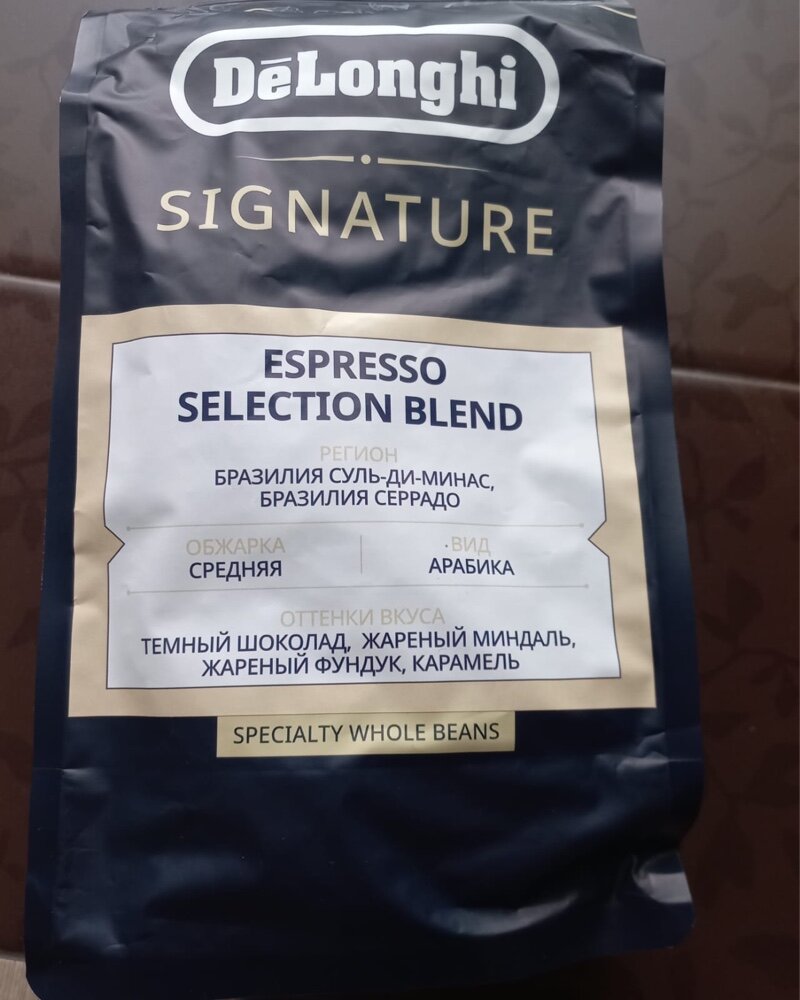 DēLonghi
SIGNATURE
ESPRESSO
SELECTION BLEND
РЕГИОН
БРАЗИЛИЯ СУЛЬ-ДИ-МИНАС,
БРАЗИЛИЯ СЕРРАДО
ОБЖАРКА
СРЕДНЯЯ
ВИД
АРАБИКА
ОТТЕНКИ ВКУСА
ТЕМНЫЙ ШОКОЛАД, ЖАРЕНЫЙ МИНДАЛЬ,
ЖАРЕНЫЙ ФУНДУК, КАРАМЕЛЬ
SPECIALTY WHOLE BEANS